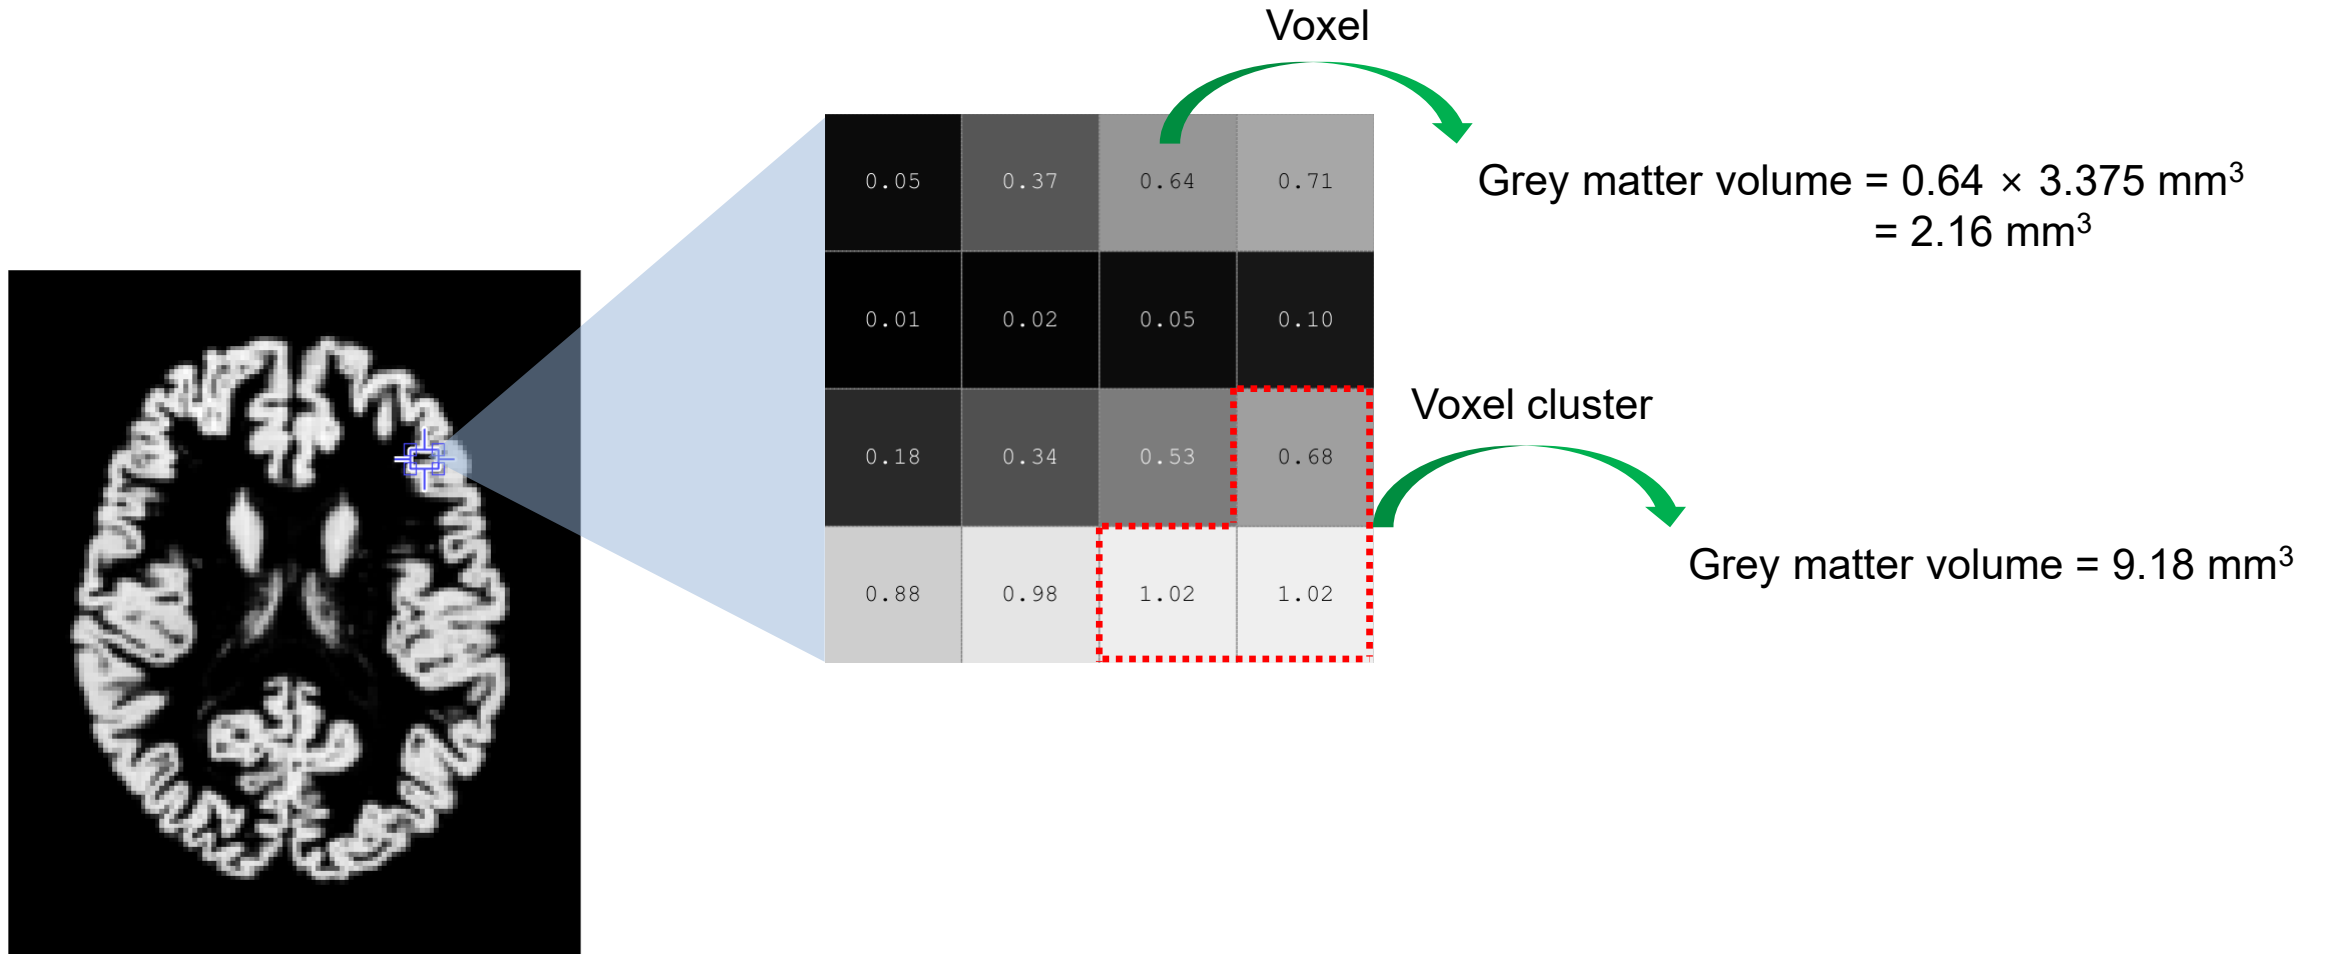 Voxel
0.05 0.37 0.64 0.71
Grey matter volume = 0.64 × 3.375 mm³
= 2.16 mm³
0.01 0.02 0.05 0.10
Voxel cluster
0.18 0.34 0.53 0.68
Grey matter volume = 9.18 mm³
0.88 0.98 1.02 1.02